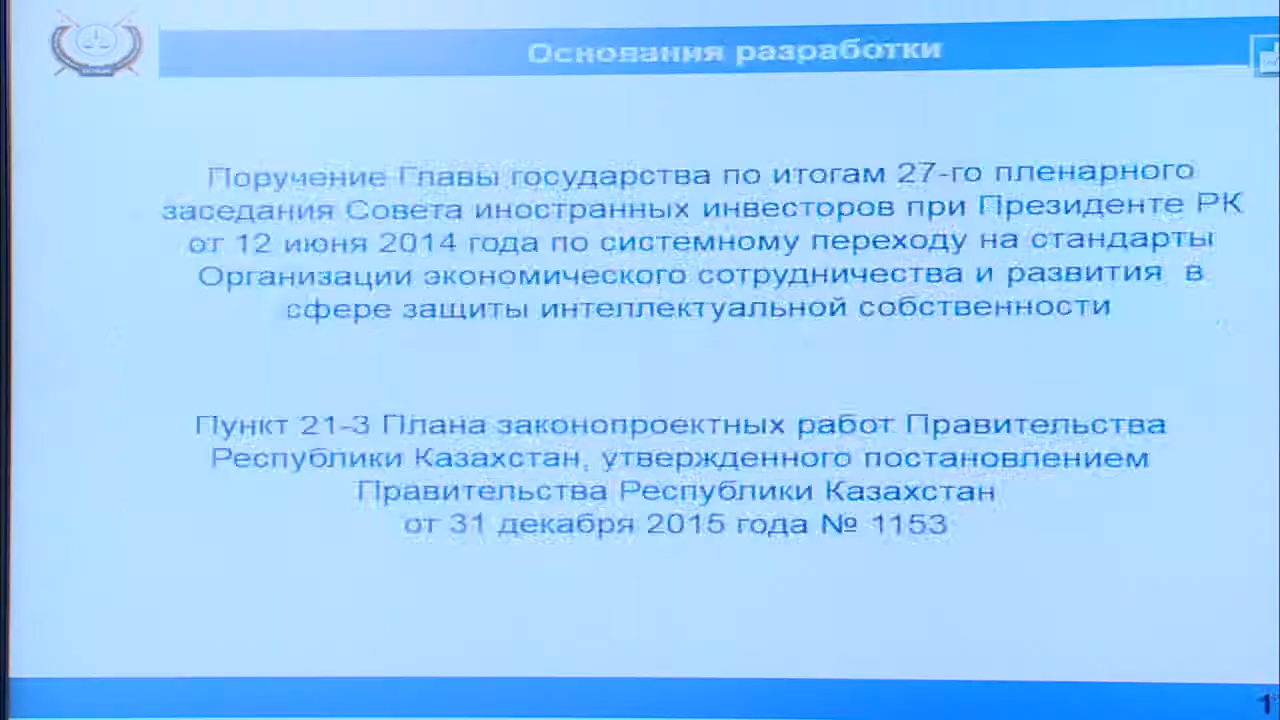 Основания разработки
Поручение Главы государства по итогам 27-го пленарного
заседания Совета иностранных инвесторов при Президенте РК
от 12 июня 2014 года по системному переходу на стандарты
Организации экономического сотрудничества и развития в
сфере защиты интеллектуальной собственности
Пункт 21-3 Плана законопроектных работ Правительства
Республики Казахстан, утвержденного постановлением
Правительства Республики Казахстан
от 31 декабря 2015 года № 1153
1